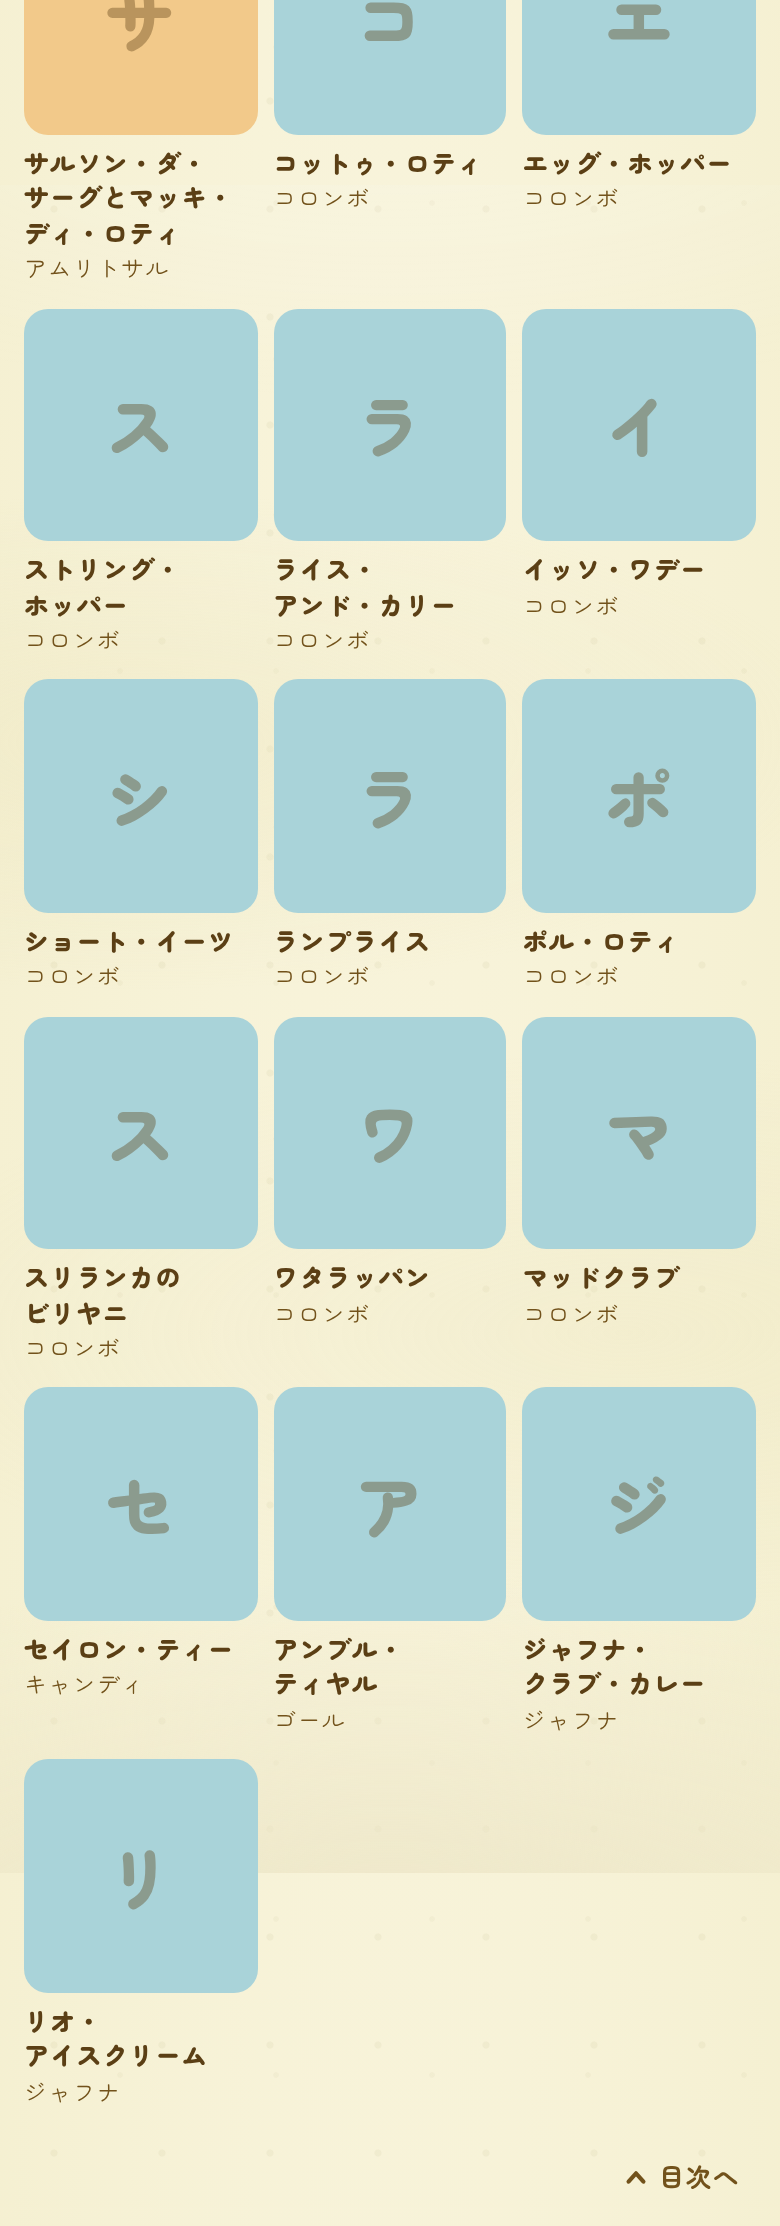 サ
コ
エ
サルソン・ダ・
サーグとマッキ・
ディ・ロティ
アムリトサル
コットゥ・ロティ
コロンボ
エッグ・ホッパー
コロンボ
ス
ラ
イ
ストリング・
ホッパー
コロンボ
ライス・
アンド・カリー
コロンボ
イッソ・ワデー
コロンボ
シ
ラ
ポ
ショート・イーツ
コロンボ
ランプライス
コロンボ
ポル・ロティ
コロンボ
ス
ワ
マ
スリランカの
ビリヤニ
コロンボ
ワタラッパン
コロンボ
マッドクラブ
コロンボ
セ
ア
ジ
セイロン・ティー
キャンディ
アンブル・
ティヤル
ゴール
ジャフナ・
クラブ・カレー
ジャフナ
リ
リオ・
アイスクリーム
ジャフナ
目次へ